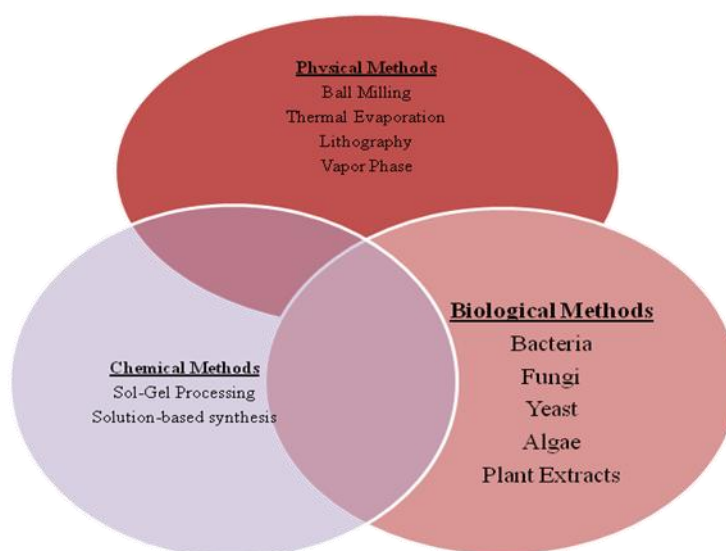 Physical Methods
Ball Milling
Thermal Evaporation
Lithography
Vapor Phase
Chemical Methods
Sol-Gel Processing
Solution-based synthesis
Biological Methods
Bacteria
Fungi
Yeast
Algae
Plant Extracts